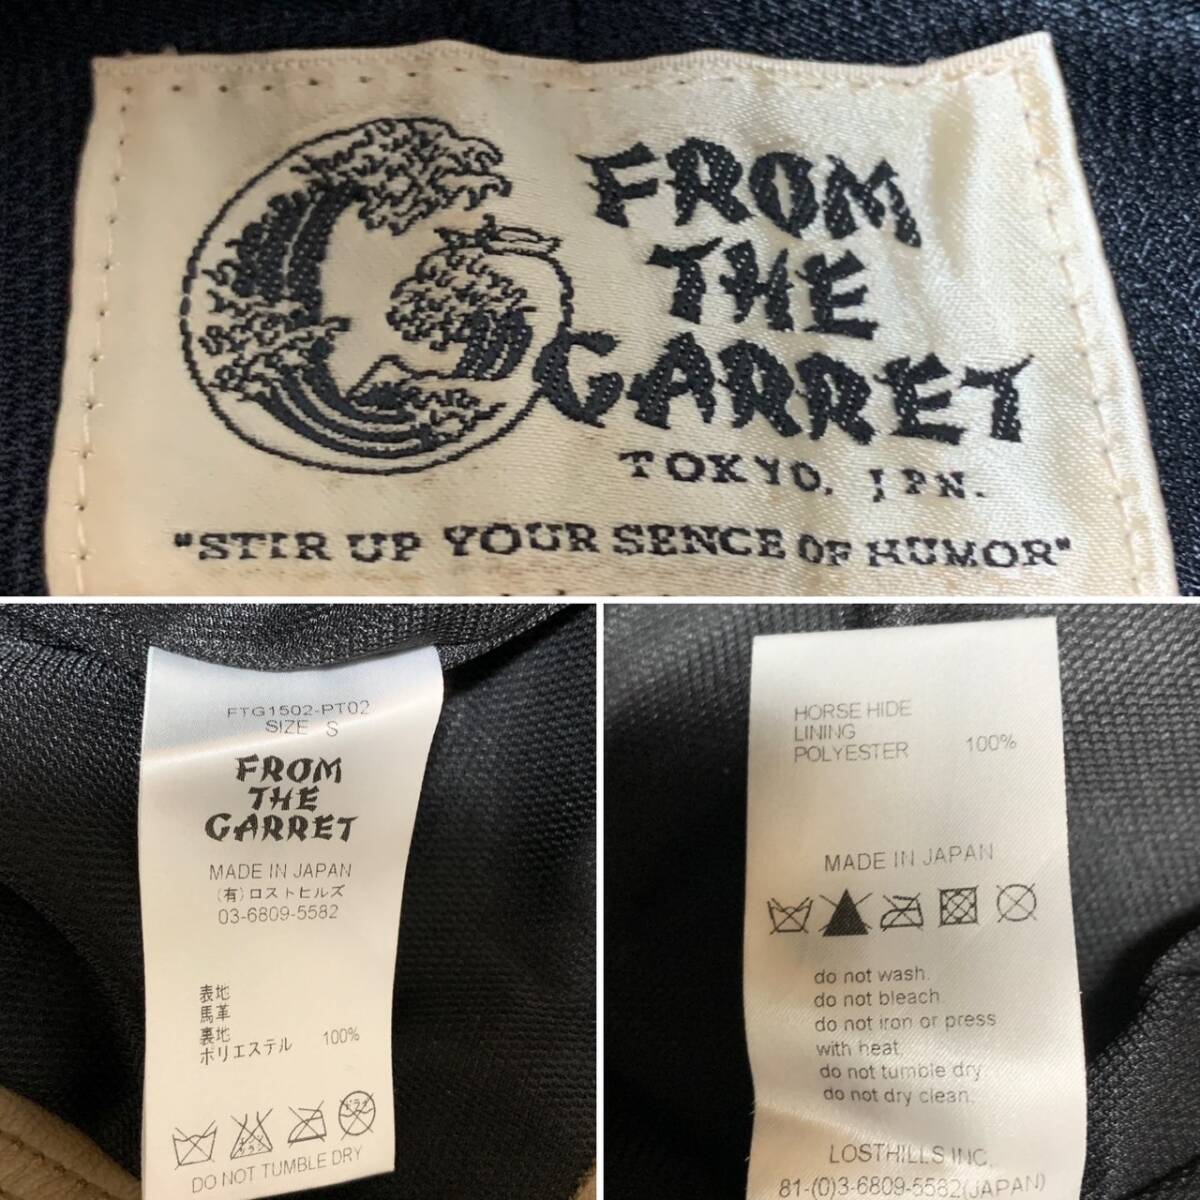 FROM
THE
GARRET
TOKYO, JPN.
"STIR UP YOUR SENCE OF HUMOR"
FTG1502-PT02
SIZE S
FROM
THE
GARRET
MADE IN JAPAN
(有)ロストヒルズ
03-6809-5582
表地
馬革
裏地
ポリエステル 100%
DO NOT TUMBLE DRY
HORSE HIDE
LINING
POLYESTER 100%
MADE IN JAPAN
do not wash.
do not bleach.
do not iron or press
with heat.
do not tumble dry.
do not dry clean.
LOSTHILLS INC.
81-(0)3-6809-5582(JAPAN)